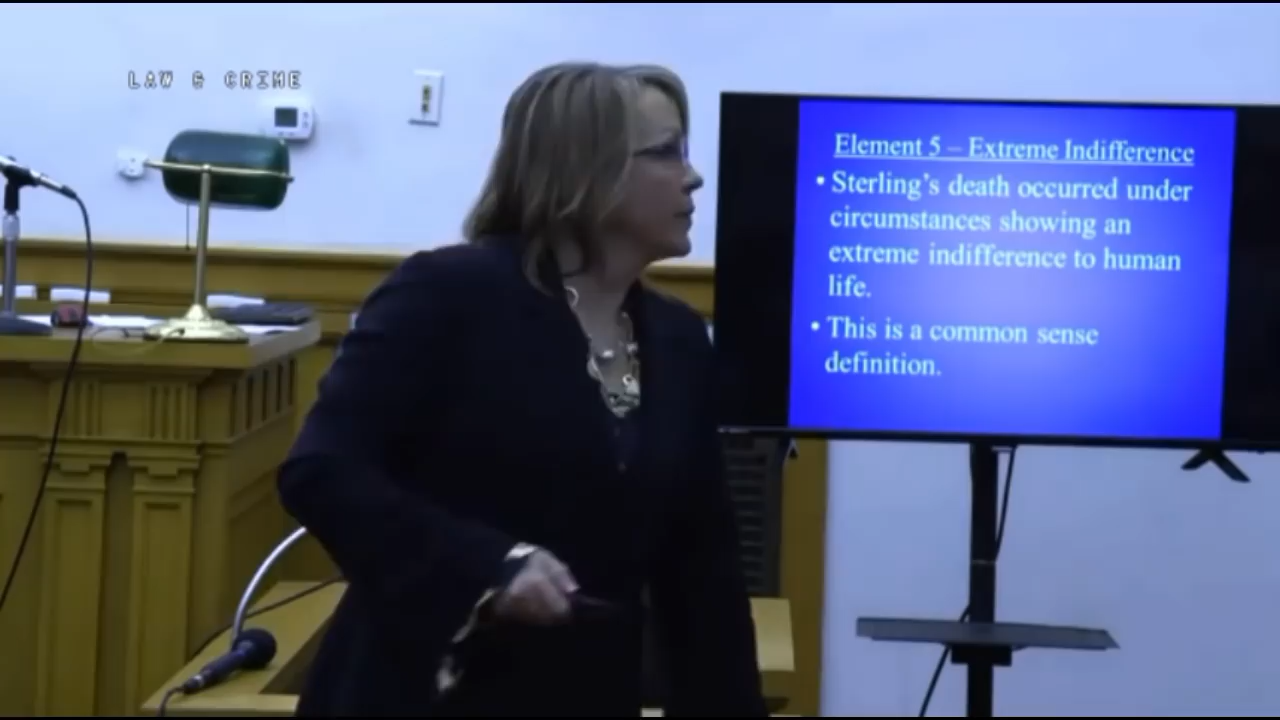 LAW & CRIME
Element 5 – Extreme Indifference
• Sterling's death occurred under
circumstances showing an
extreme indifference to human
life.
• This is a common sense
definition.